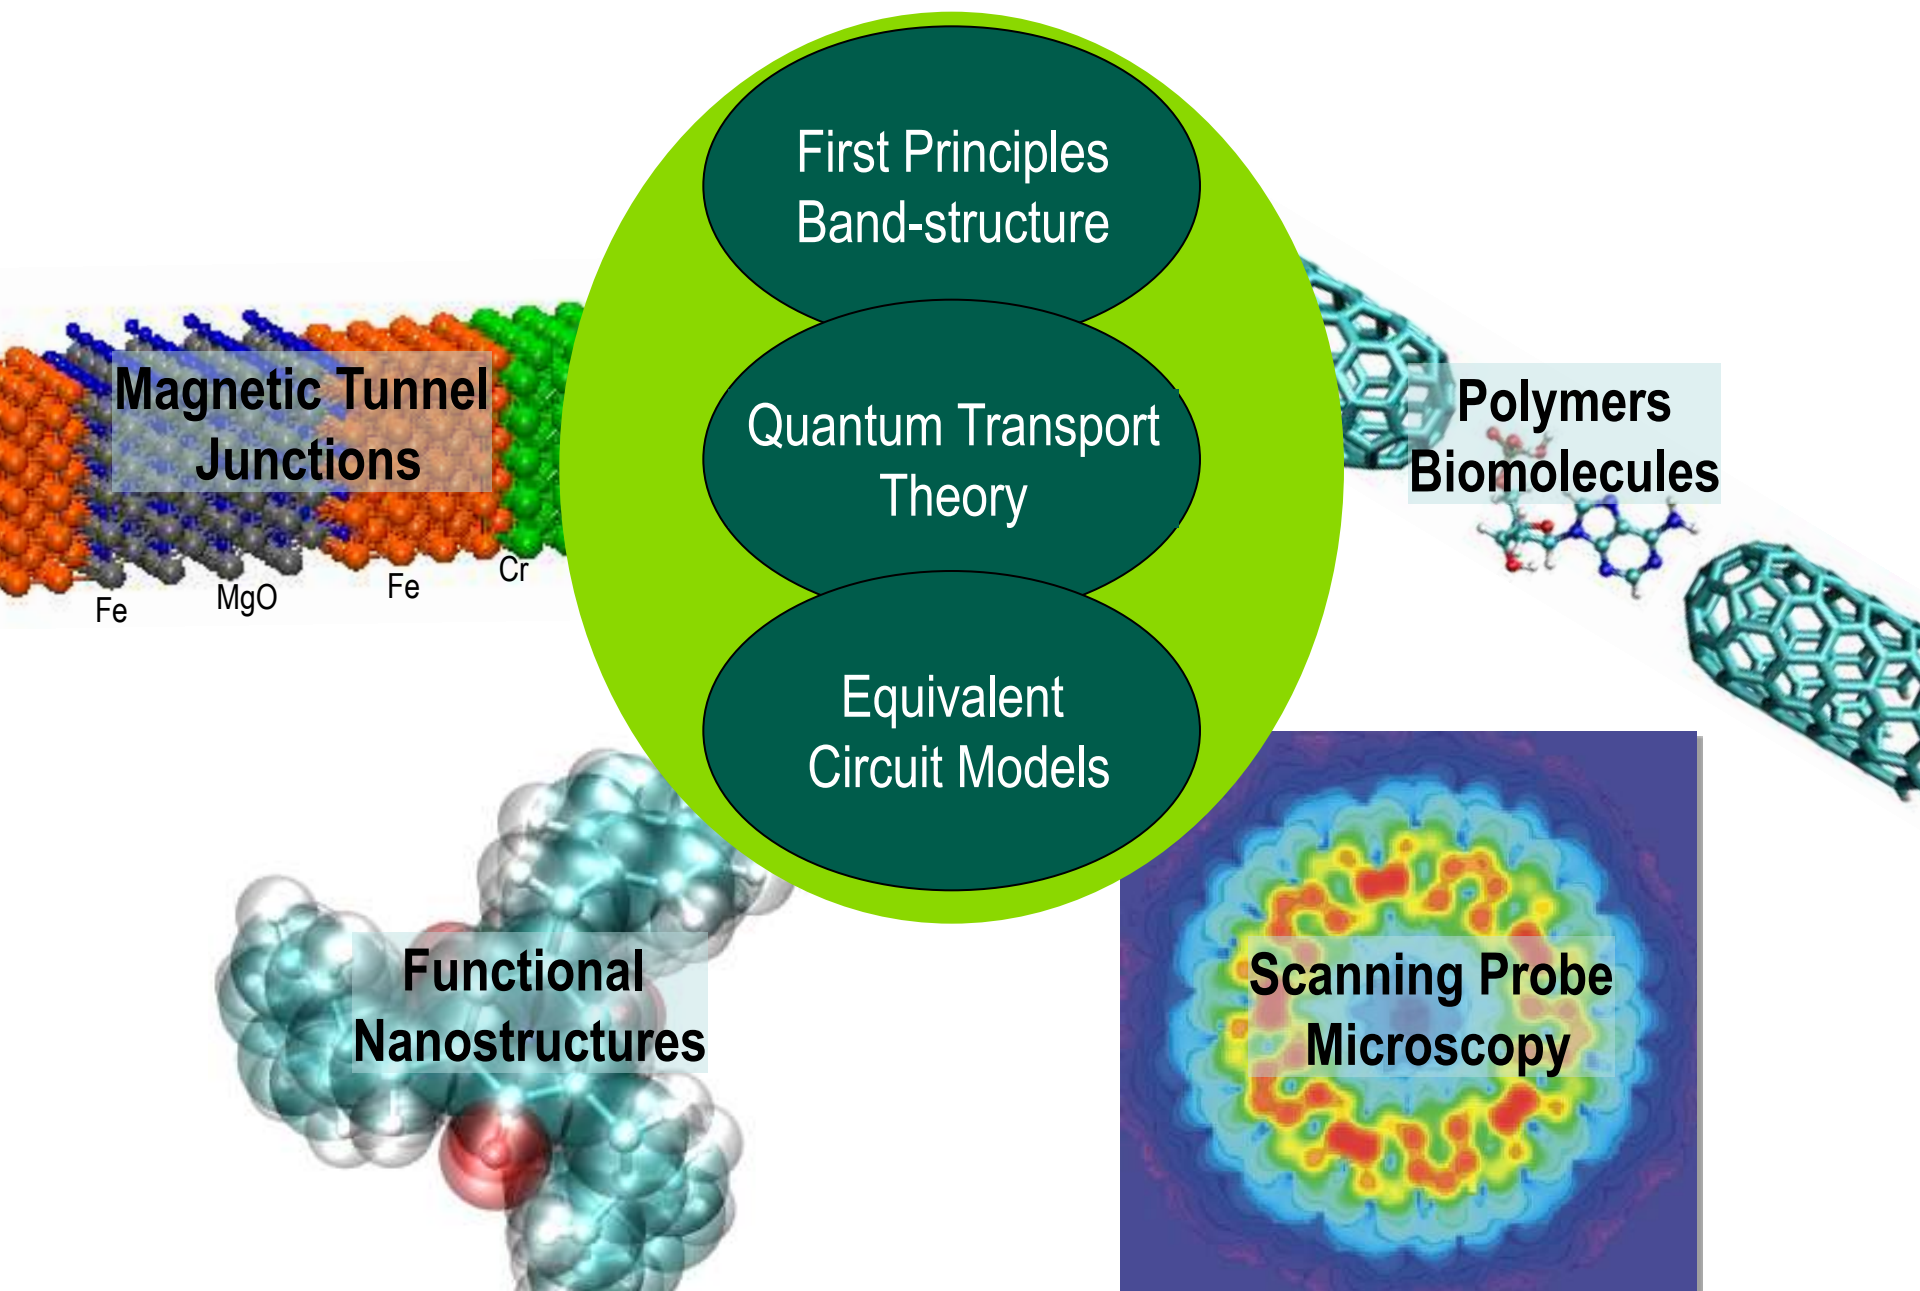 First Principles
Band-structure
Quantum Transport
Theory
Equivalent
Circuit Models
Magnetic Tunnel
Junctions
Fe
MgO
Fe
Cr
Polymers
Biomolecules
Functional
Nanostructures
Scanning Probe
Microscopy